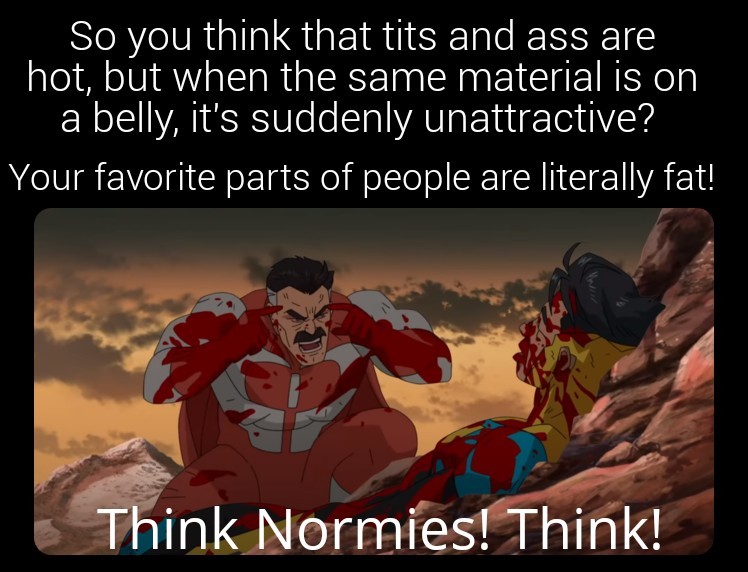 So you think that tits and ass are
hot, but when the same material is on
a belly, it's suddenly unattractive?
Your favorite parts of people are literally fat!
Think Normies! Think!